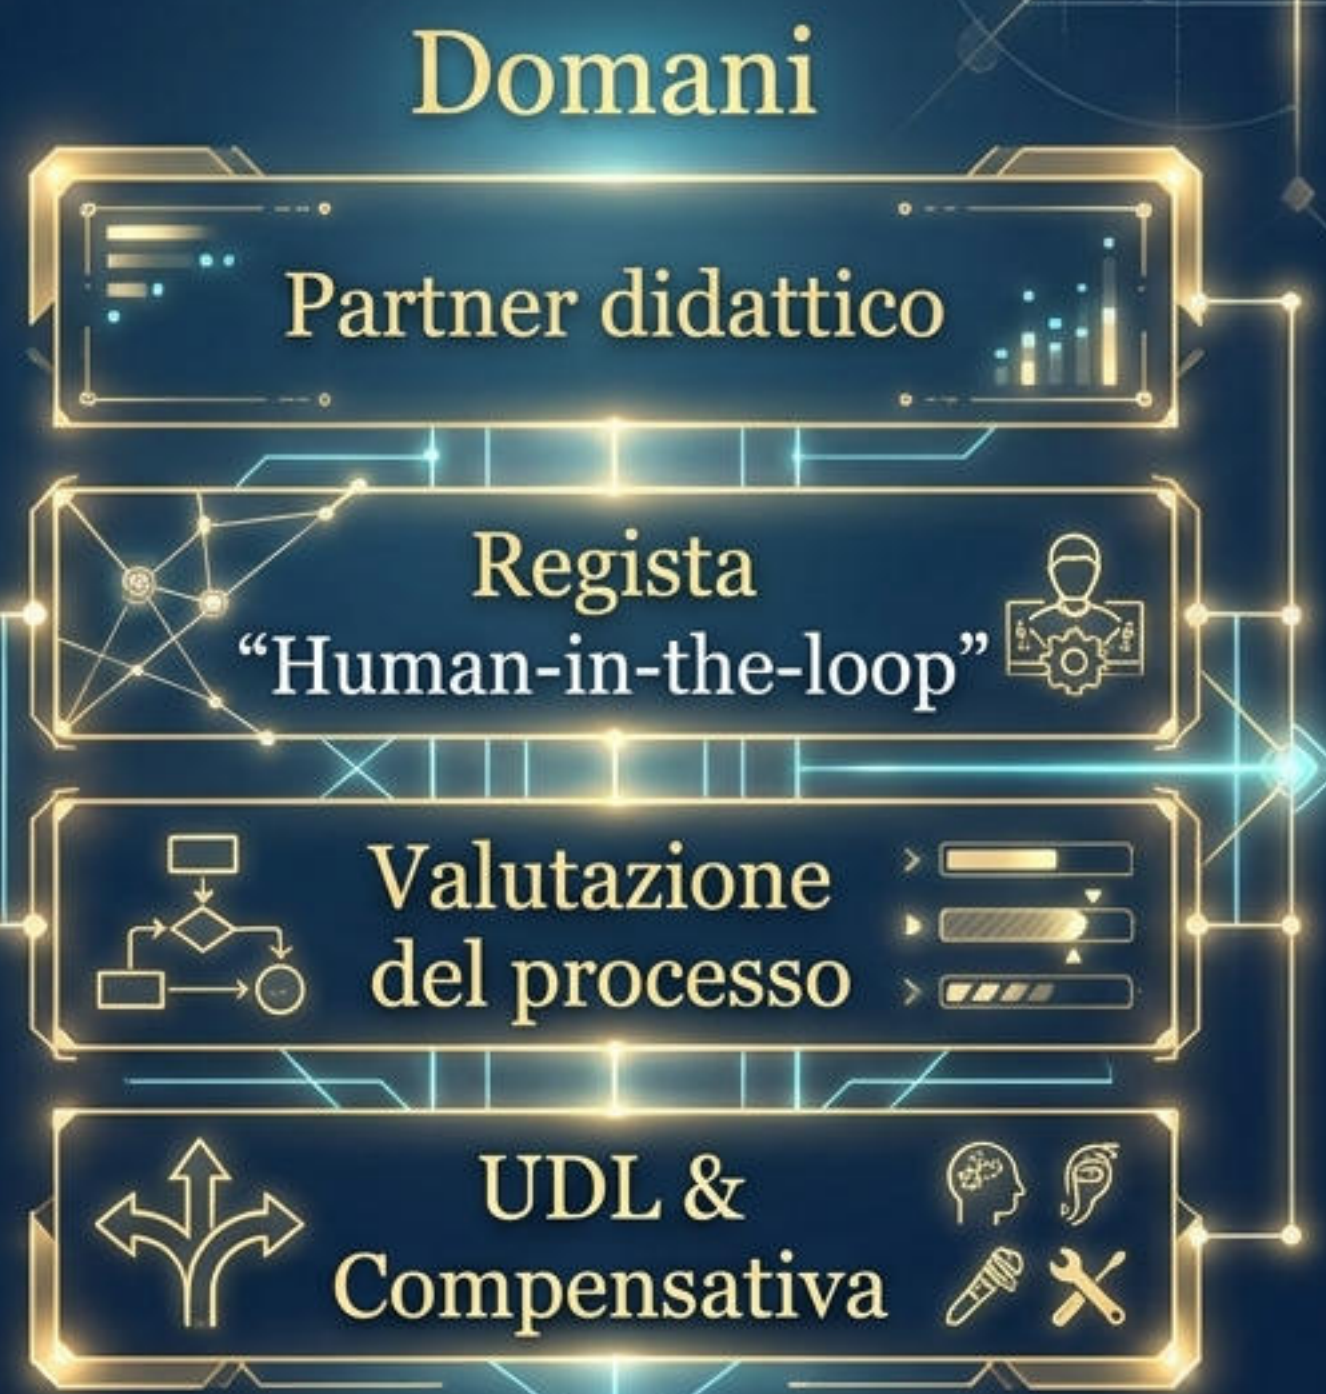 Domani
Partner didattico
Regista
“Human-in-the-loop”
Valutazione
del processo
UDL &
Compensativa